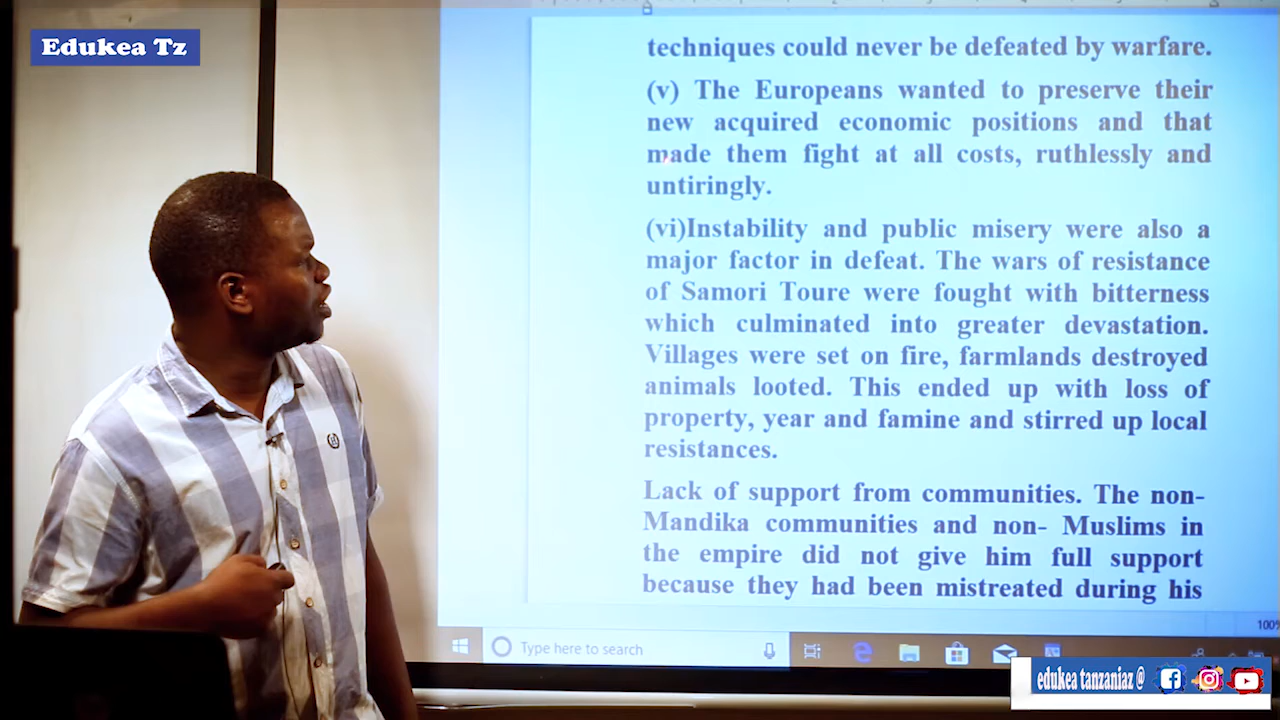 Edukea Tz
techniques could never be defeated by warfare.
(v) The Europeans wanted to preserve their
new acquired economic positions and that
made them fight at all costs, ruthlessly and
untiringly.
(vi)Instability and public misery were also a
major factor in defeat. The wars of resistance
of Samori Toure were fought with bitterness
which culminated into greater devastation.
Villages were set on fire, farmlands destroyed
animals looted. This ended up with loss of
property, year and famine and stirred up local
resistances.
Lack of support from communities. The non-
Mandika communities and non- Muslims in
the empire did not give him full support
because they had been mistreated during his
100%
Type here to search
edukea tanzaniaz @